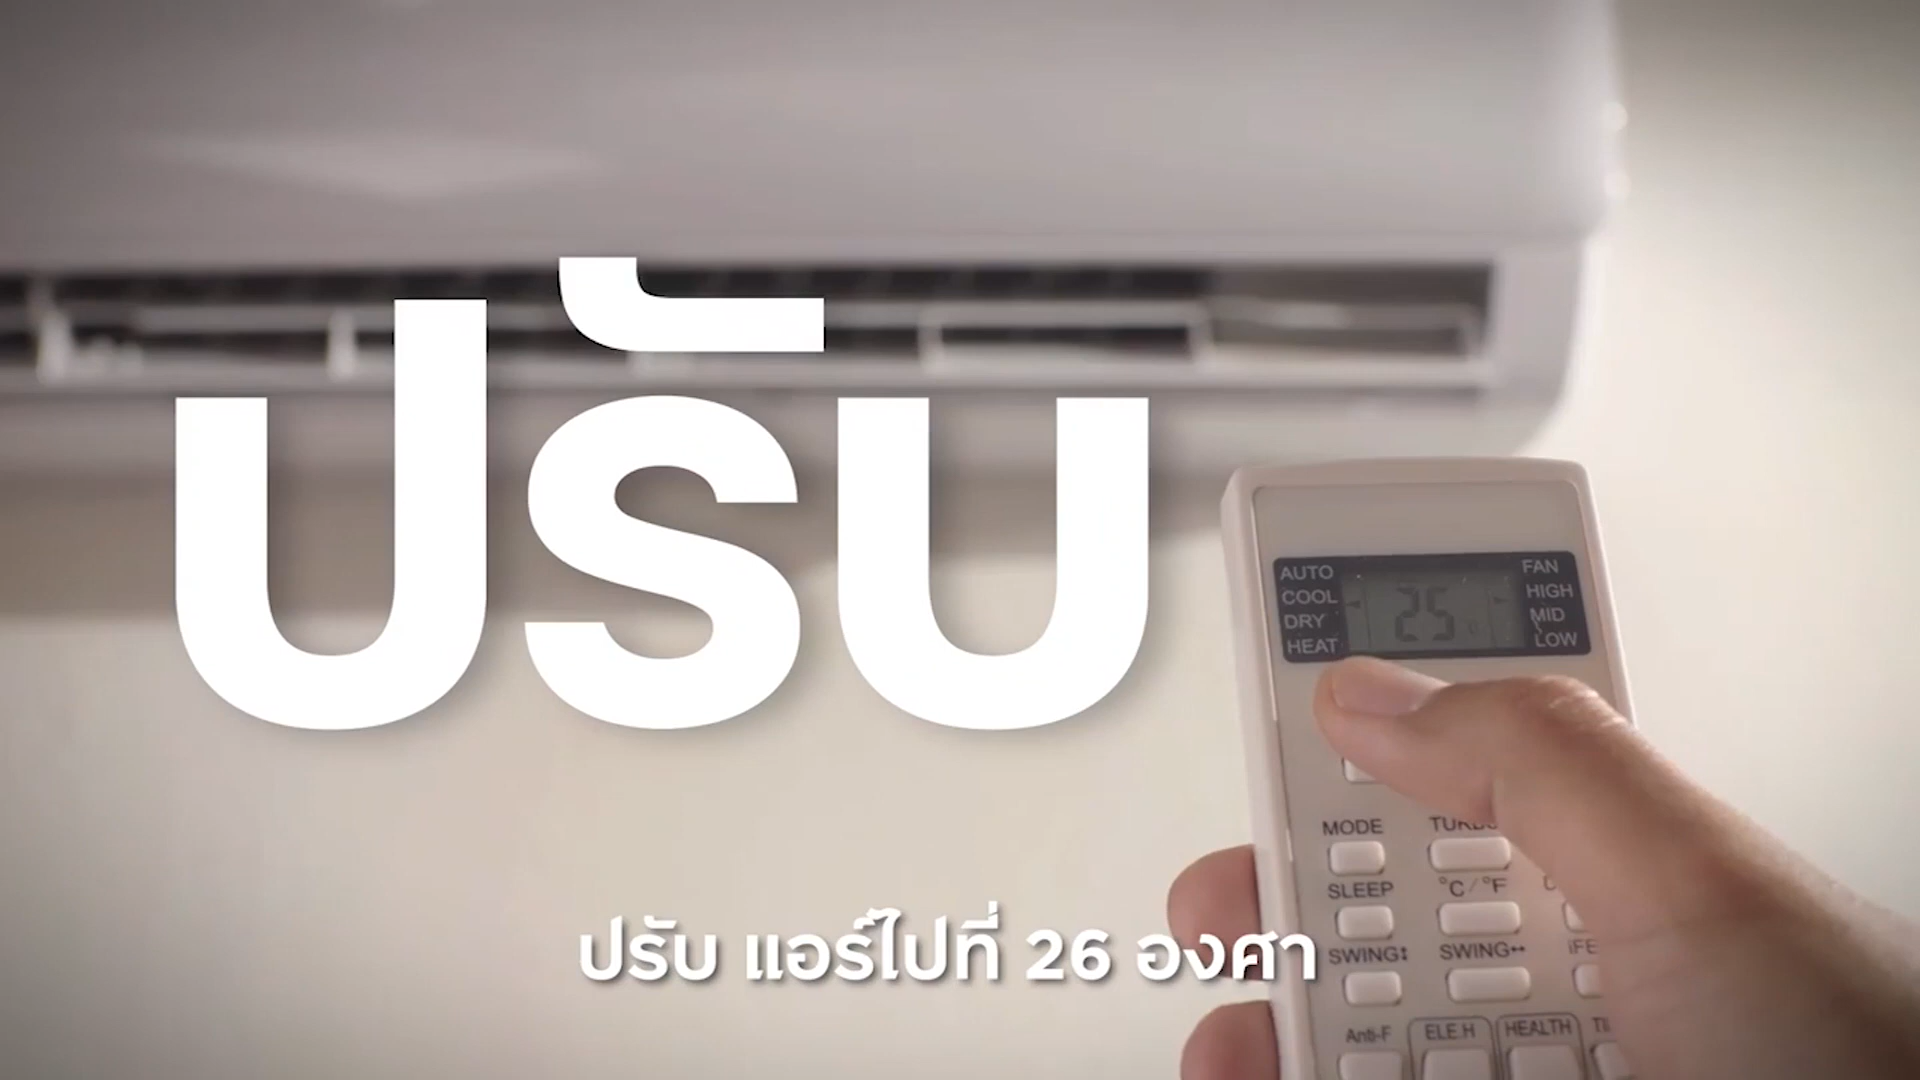 ปรับ
AUTO
COOL
DRY
HEAT
25
FAN
HIGH
MID
LOW
MODE
SLEEP °C/°F
SWING↕ SWING↔
Anti-F ELE.H HEALTH
ปรับ แอร์ไปที่ 26 องศา